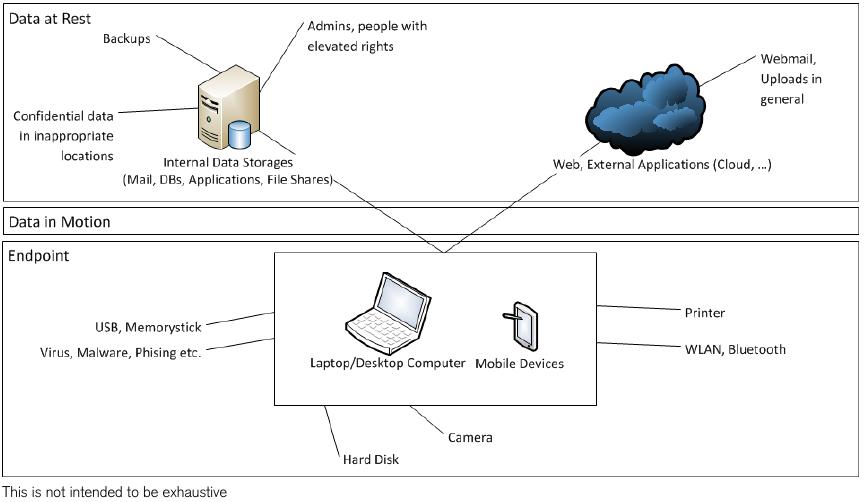 Data at Rest
Backups
Admins, people with
elevated rights
Webmail,
Uploads in
general
Confidential data
in inappropriate
locations
Internal Data Storages
(Mail, DBs, Applications, File Shares)
Web, External Applications (Cloud, ...)
Data in Motion
Endpoint
USB, Memorystick
Virus, Malware, Phising etc.
Laptop/Desktop Computer
Mobile Devices
Printer
WLAN, Bluetooth
Camera
Hard Disk
This is not intended to be exhaustive